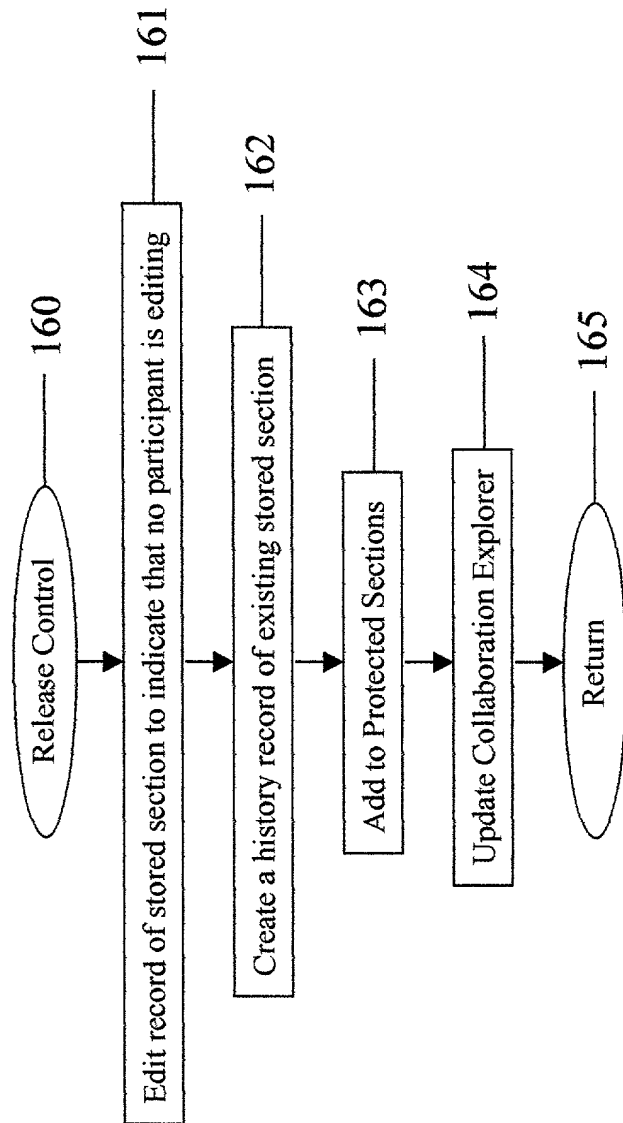 Release Control
160
Edit record of stored section to indicate that no participant is editing
161
Create a history record of existing stored section
162
Add to Protected Sections
163
Update Collaboration Explorer
164
Return
165